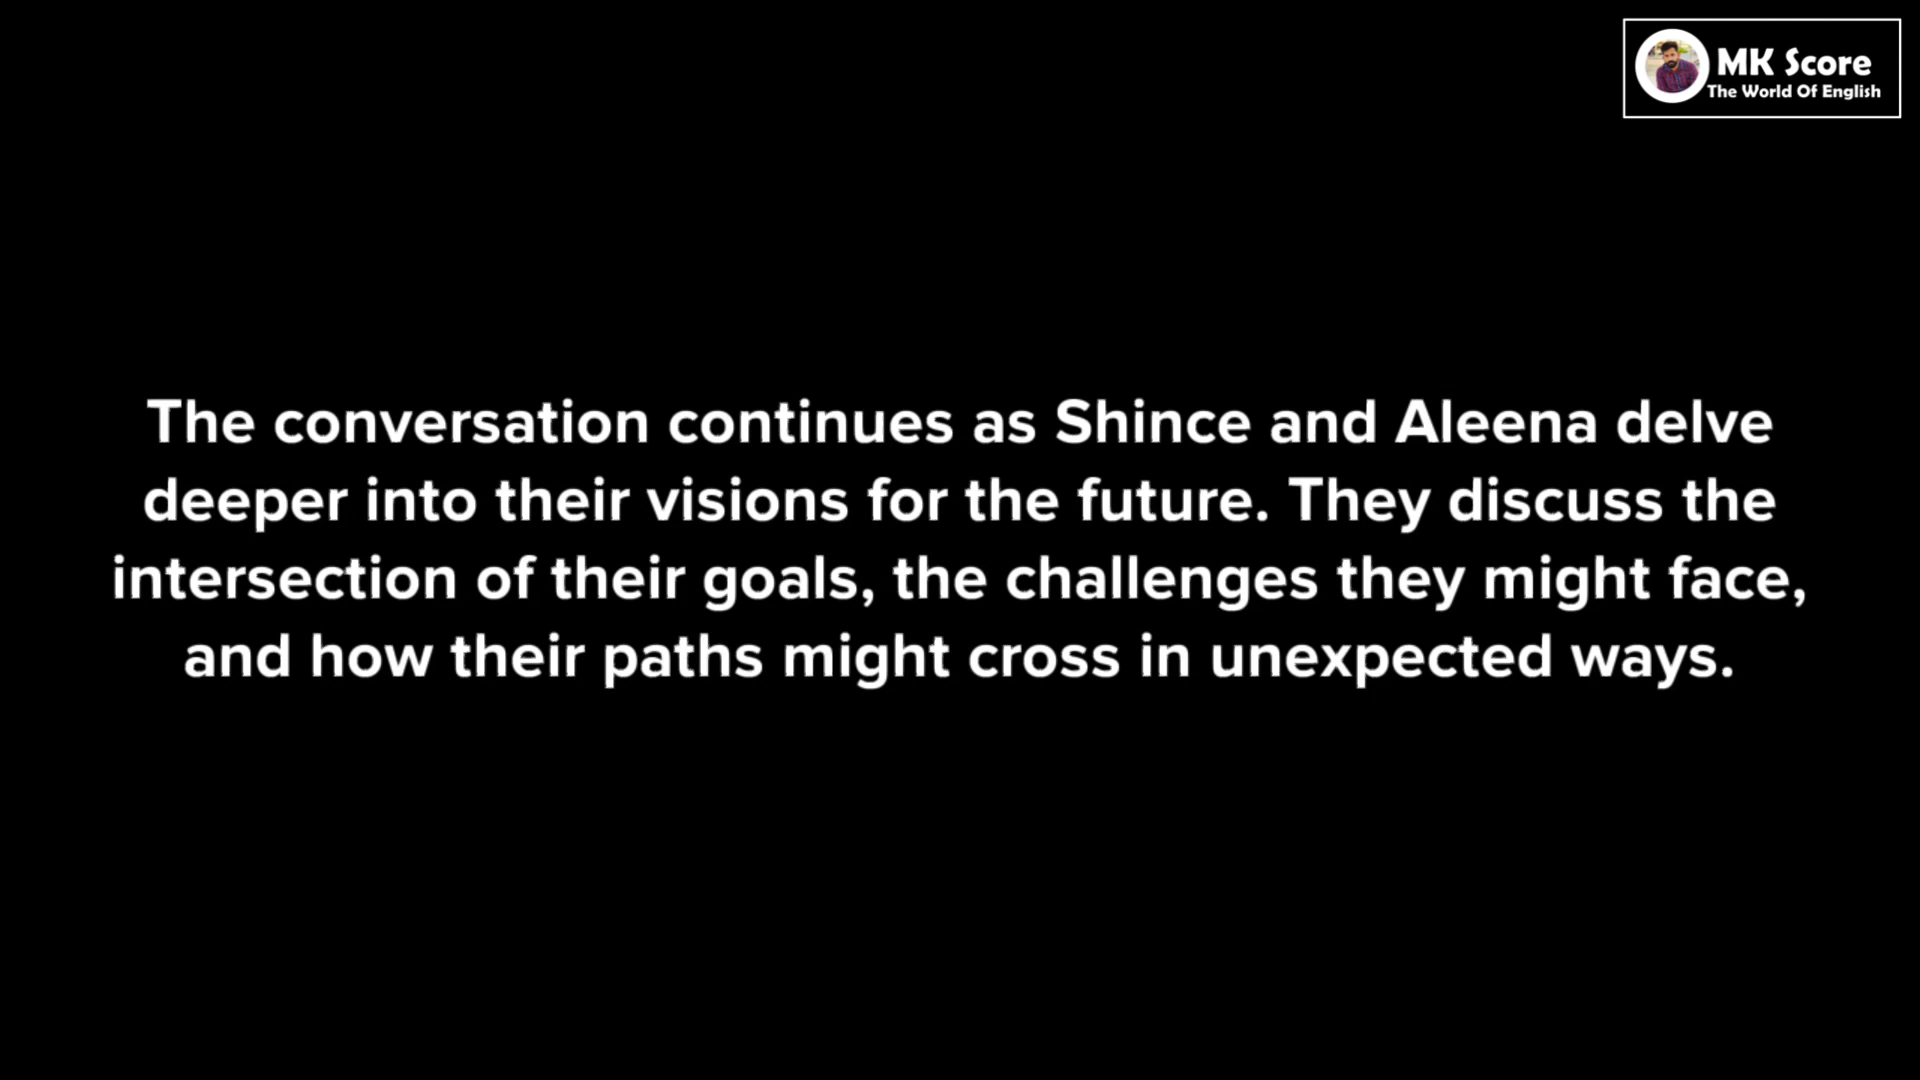 MK Score
The World Of English
The conversation continues as Shince and Aleena delve
deeper into their visions for the future. They discuss the
intersection of their goals, the challenges they might face,
and how their paths might cross in unexpected ways.